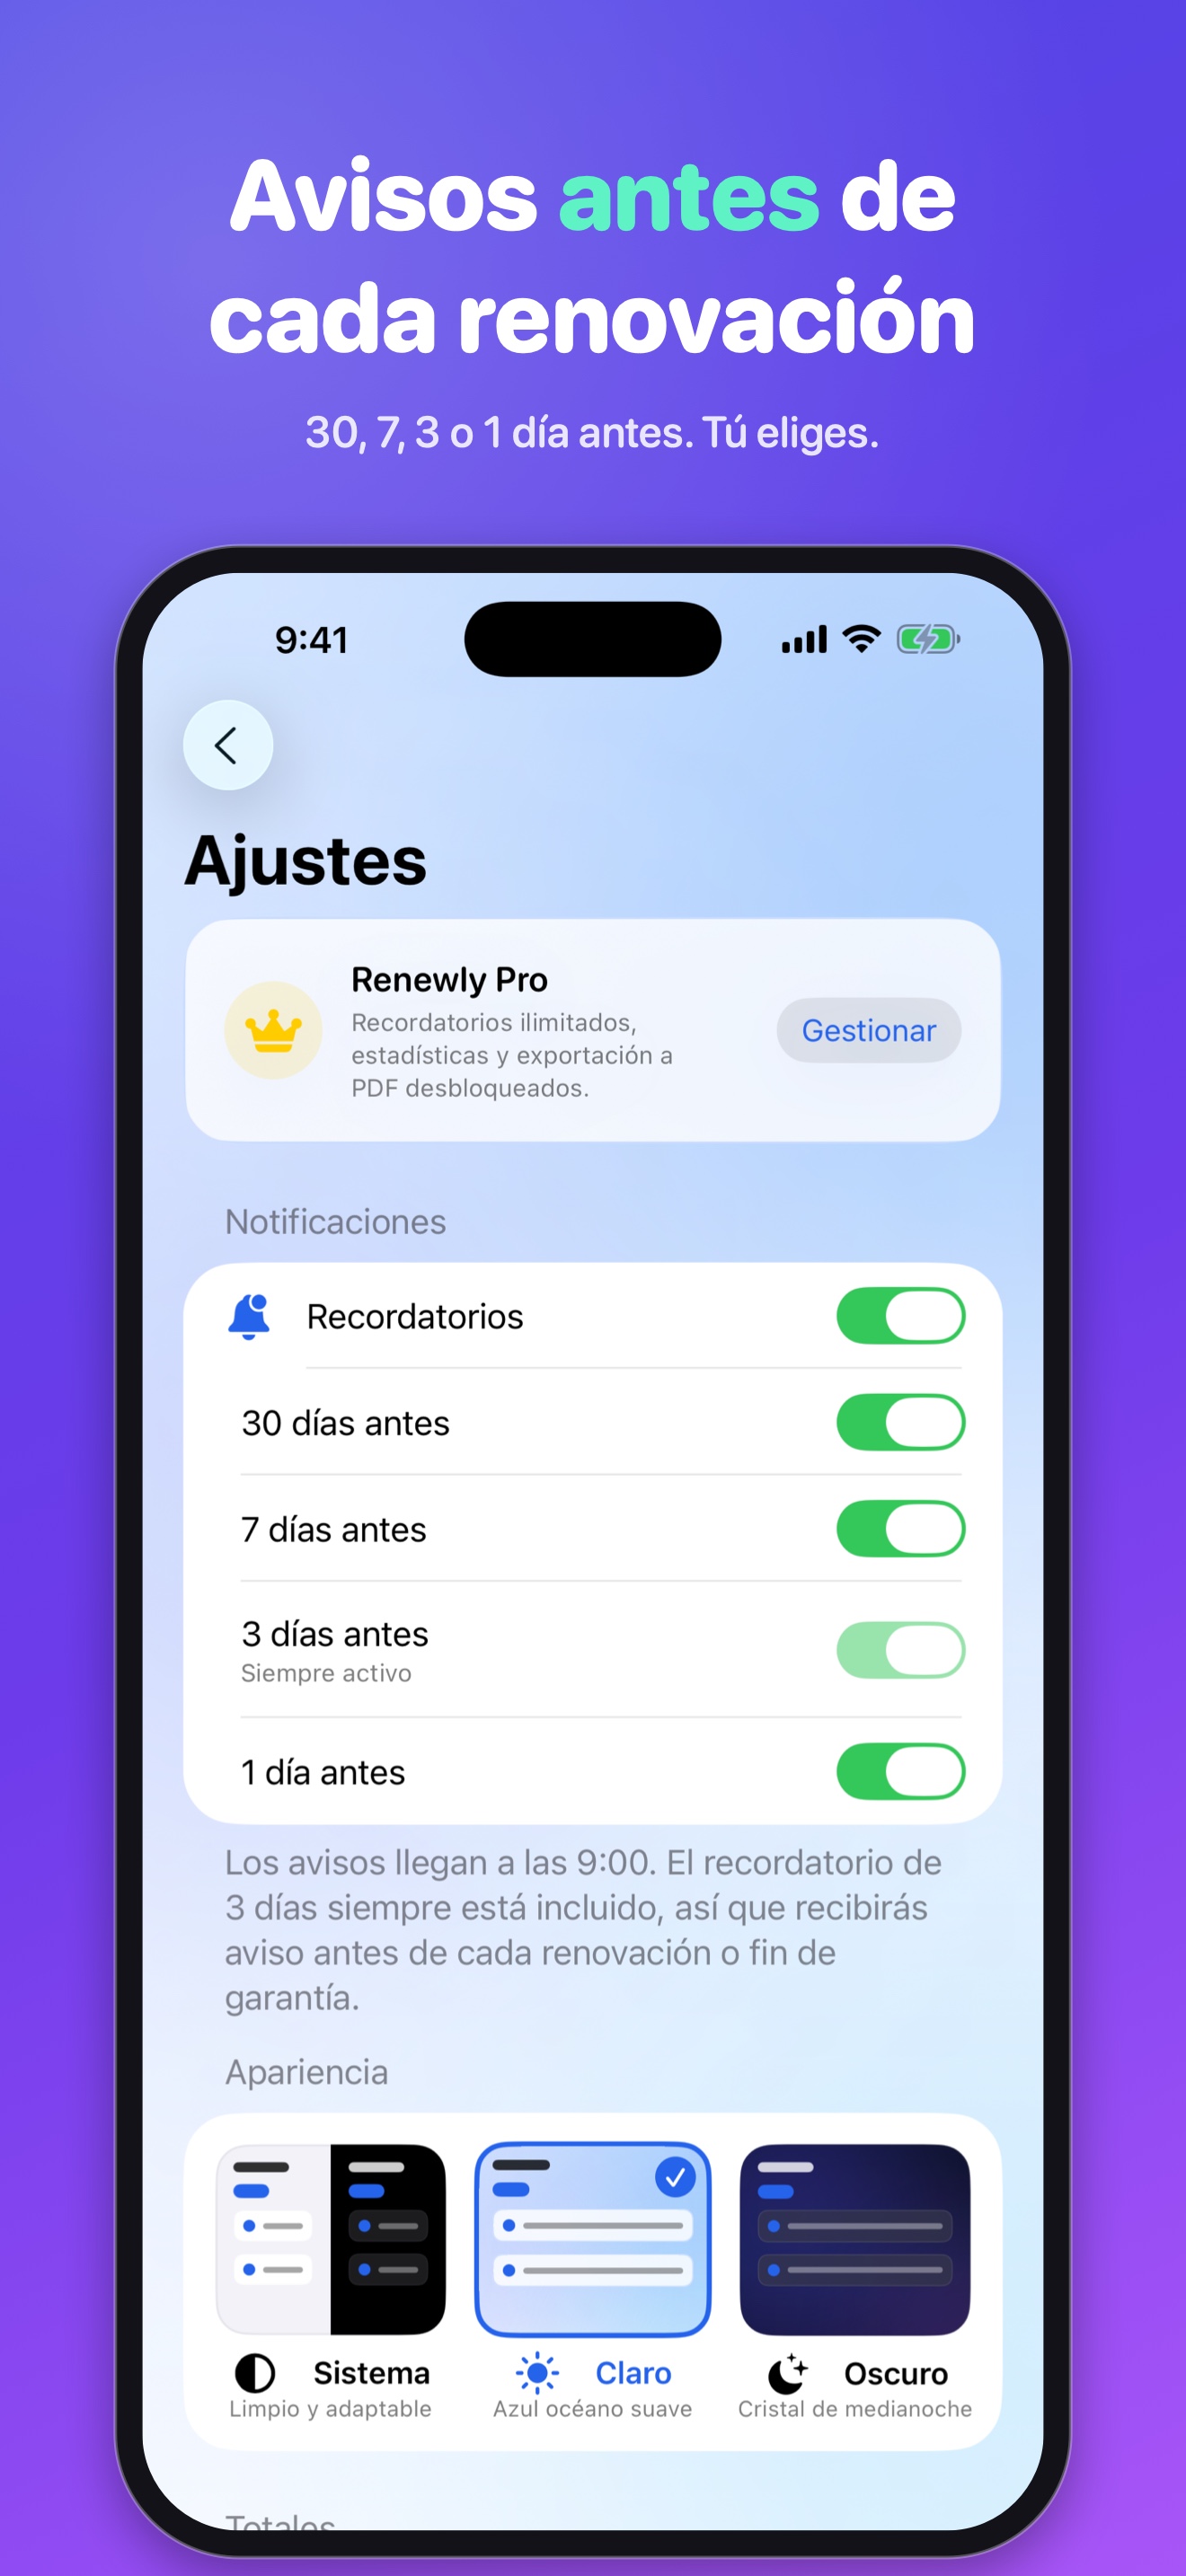 Avisos antes de
cada renovación
30, 7, 3 o 1 día antes. Tú eliges.
9:41
Ajustes
Renewly Pro
Recordatorios ilimitados,
estadísticas y exportación a
PDF desbloqueados.
Gestionar
Notificaciones
Recordatorios
30 días antes
7 días antes
3 días antes
Siempre activo
1 día antes
Los avisos llegan a las 9:00. El recordatorio de
3 días siempre está incluido, así que recibirás
aviso antes de cada renovación o fin de
garantía.
Apariencia
Sistema
Limpio y adaptable
Claro
Azul océano suave
Oscuro
Cristal de medianoche
Totales